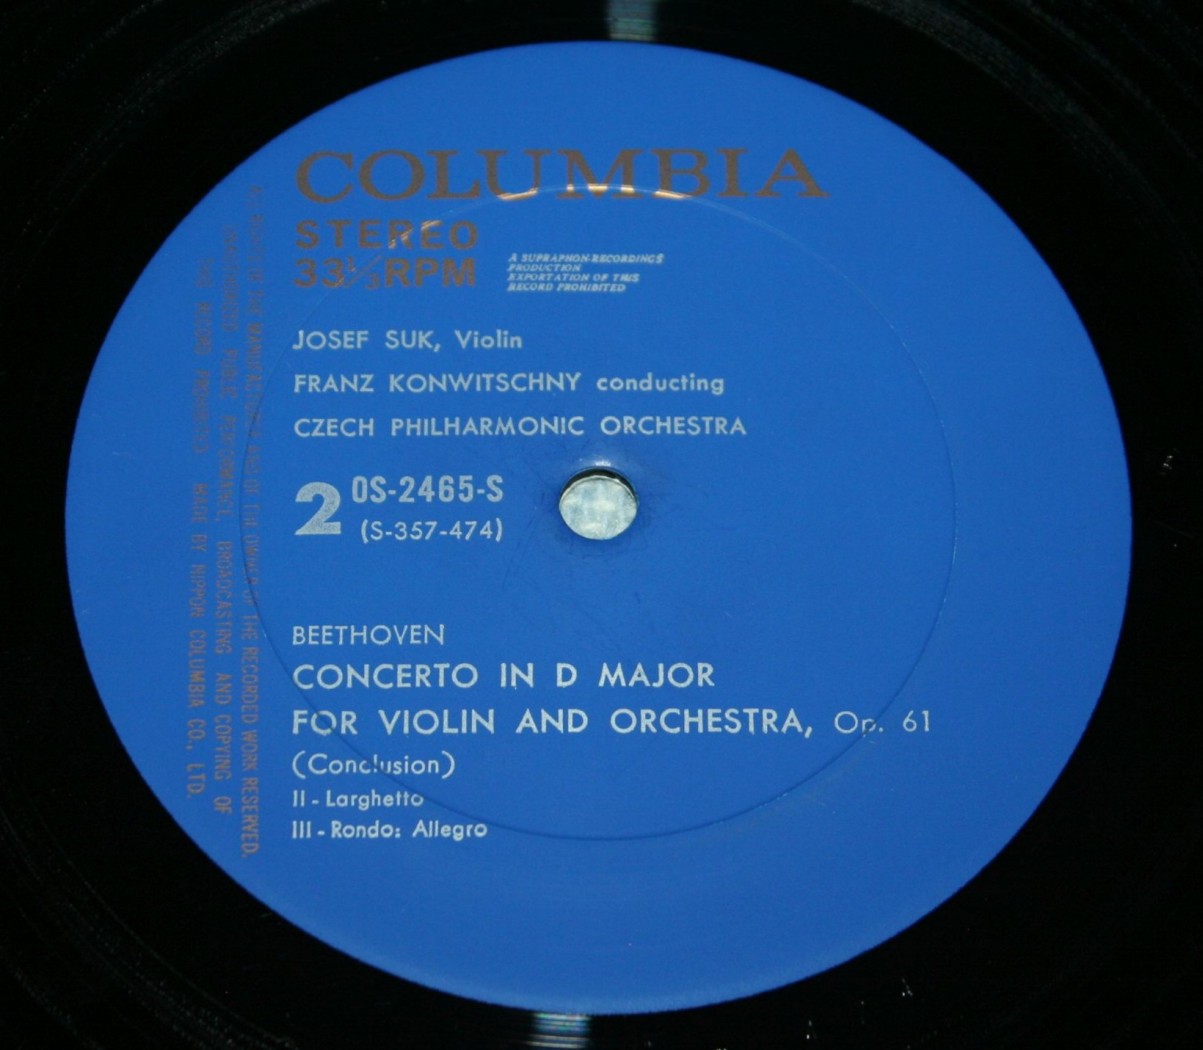 COLUMBIA
STEREO
33⅓RPM
A SUPRAPHON-RECORDINGS
PRODUCTION
EXPORTATION OF THIS
RECORD PROHIBITED
JOSEF SUK, Violin
FRANZ KONWITSCHNY conducting
CZECH PHILHARMONIC ORCHESTRA
2 OS-2465-S
(S-357-474)
BEETHOVEN
CONCERTO IN D MAJOR
FOR VIOLIN AND ORCHESTRA, Op. 61
(Conclusion)
II - Larghetto
III - Rondo: Allegro
ALL RIGHTS OF THE MANUFACTURER AND OF THE OWNER OF THE RECORDED WORK RESERVED.
UNAUTHORIZED PUBLIC PERFORMANCE, BROADCASTING AND COPYING OF
THIS RECORD PROHIBITED MADE BY NIPPON COLUMBIA CO., LTD.